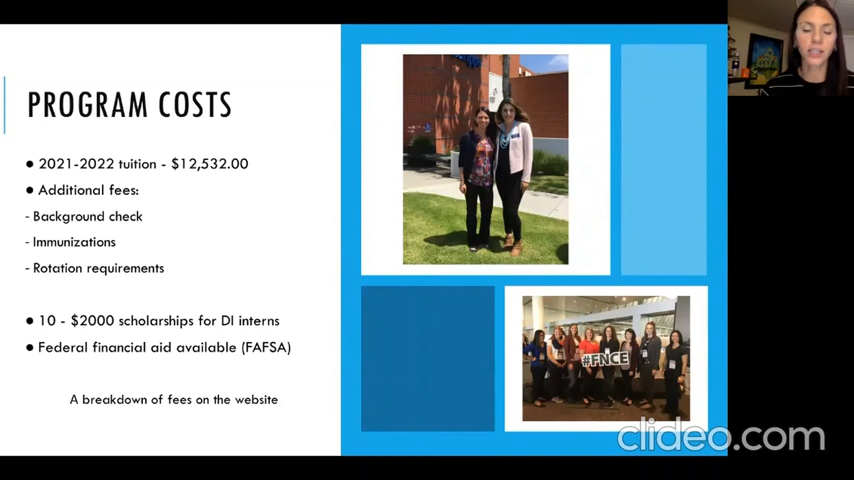 PROGRAM COSTS
● 2021-2022 tuition - $12,532.00
● Additional fees:
- Background check
- Immunizations
- Rotation requirements
● 10 - $2000 scholarships for DI interns
● Federal financial aid available (FAFSA)
A breakdown of fees on the website
#FNCE
clideo.com